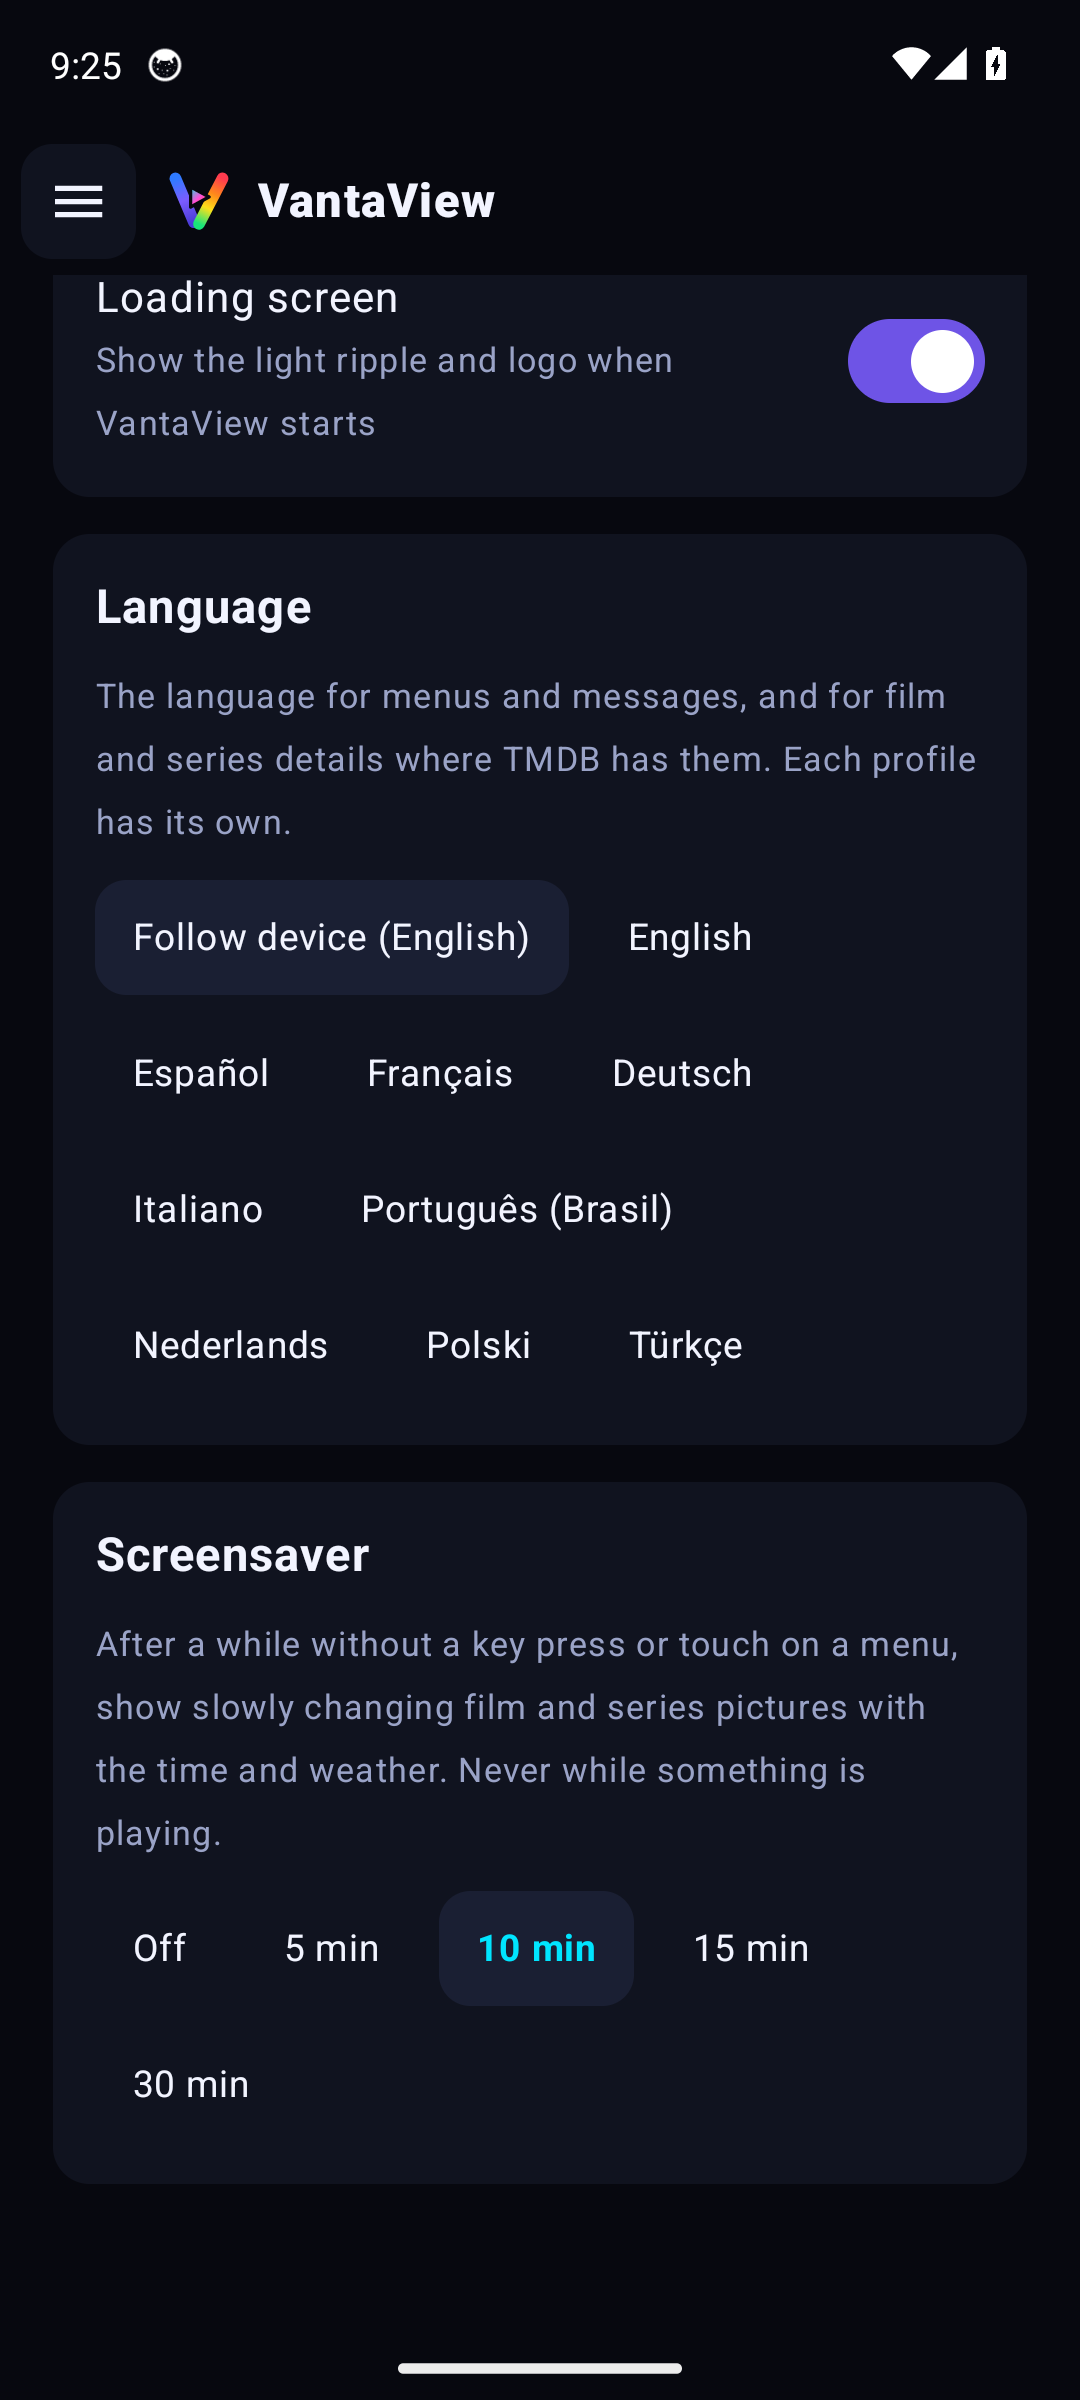 9:25
VantaView
Loading screen
Show the light ripple and logo when
VantaView starts
Language
The language for menus and messages, and for film
and series details where TMDB has them. Each profile
has its own.
Follow device (English) English
Español Français Deutsch
Italiano Português (Brasil)
Nederlands Polski Türkçe
Screensaver
After a while without a key press or touch on a menu,
show slowly changing film and series pictures with
the time and weather. Never while something is
playing.
Off 5 min 10 min 15 min
30 min